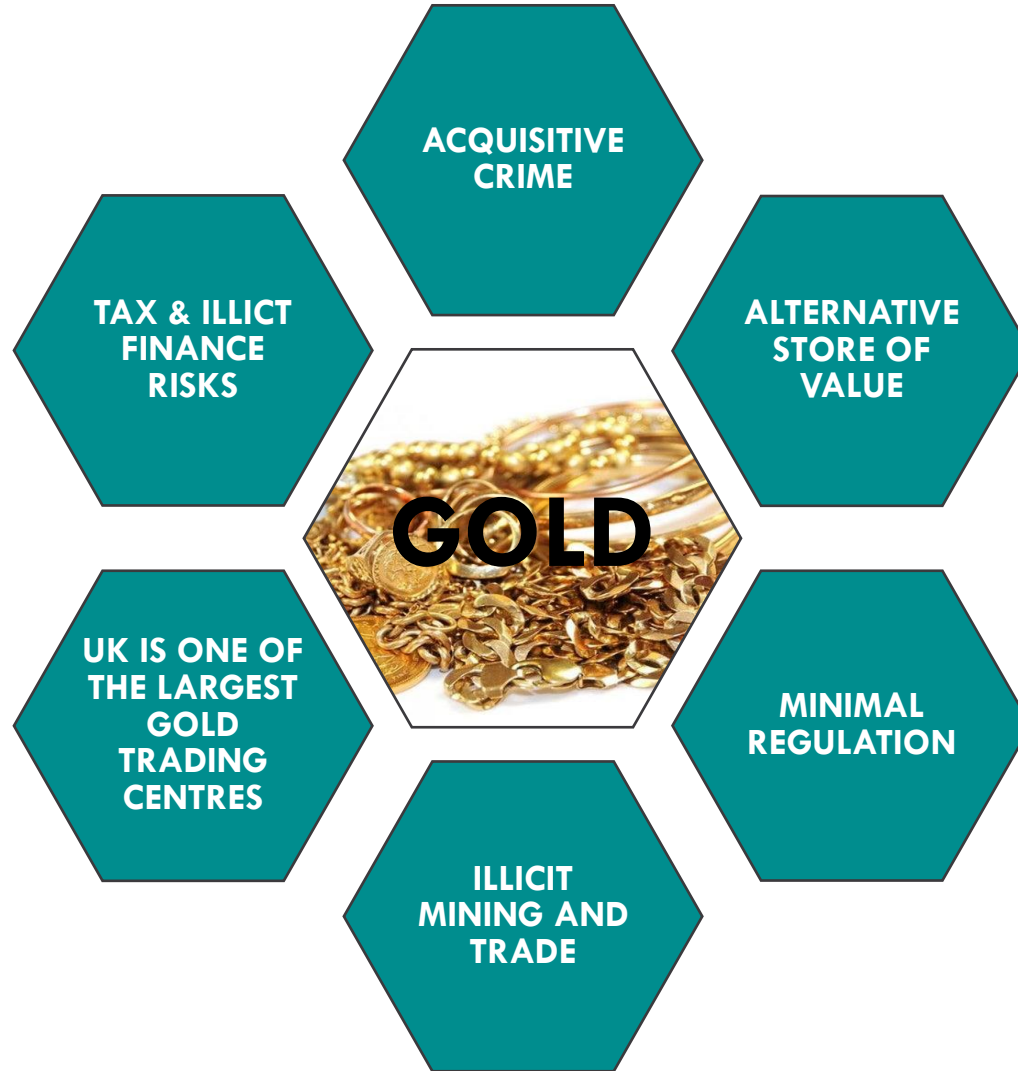 ACQUISITIVE
CRIME
TAX & ILLICT
FINANCE
RISKS
ALTERNATIVE
STORE OF
VALUE
GOLD
UK IS ONE OF
THE LARGEST
GOLD
TRADING
CENTRES
MINIMAL
REGULATION
ILLICIT
MINING AND
TRADE